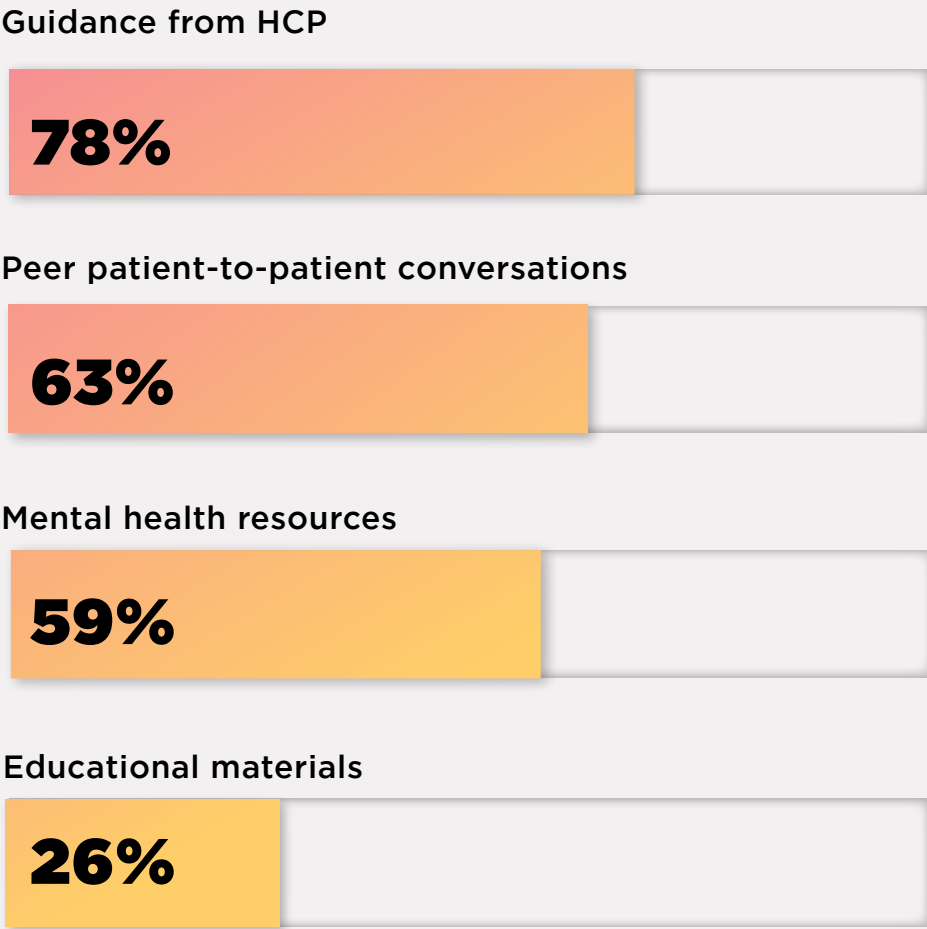 Guidance from HCP
78%
Peer patient-to-patient conversations
63%
Mental health resources
59%
Educational materials
26%